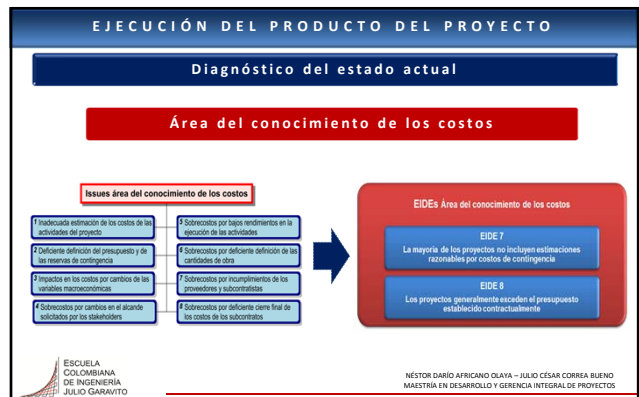 EJECUCIÓN DEL PRODUCTO DEL PROYECTO
Diagnóstico del estado actual
Área del conocimiento de los costos
Issues área del conocimiento de los costos
1 Inadecuada estimación de los costos de las
actividades del proyecto
2 Deficiente definición del presupuesto y de
las reservas de contingencia
3 Impactos en los costos por cambios de las
variables macroeconómicas
4 Sobrecostos por cambios en el alcance
solicitados por los stakeholders
5 Sobrecostos por bajos rendimientos en la
ejecución de las actividades
6 Sobrecostos por deficiente definición de las
cantidades de obra
7 Sobrecostos por incumplimientos de los
proveedores y subcontratistas
8 Sobrecostos por deficiente cierre final de
los costos de los subcontratos
EIDEs Área del conocimiento de los costos
EIDE 7
La mayoria de los proyectos no incluyen estimaciones
razonables por costos de contingencia
EIDE 8
Los proyectos generalmente exceden el presupuesto
establecido contractualmente
ESCUELA
COLOMBIANA
DE INGENIERÍA
JULIO GARAVITO
NÉSTOR DARÍO AFRICANO OLAYA – JULIO CÉSAR CORREA BUENO
MAESTRÍA EN DESARROLLO Y GERENCIA INTEGRAL DE PROYECTOS